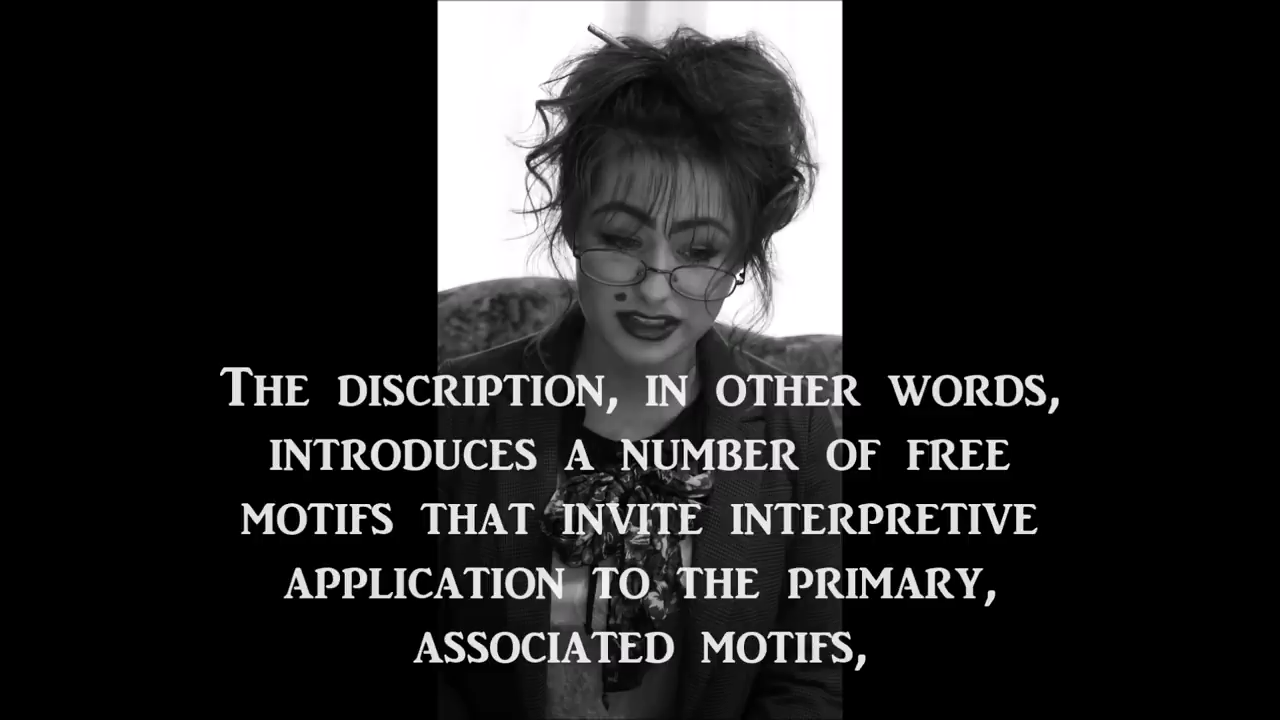 The discription, in other words,
introduces a number of free
motifs that invite interpretive
application to the primary,
associated motifs,